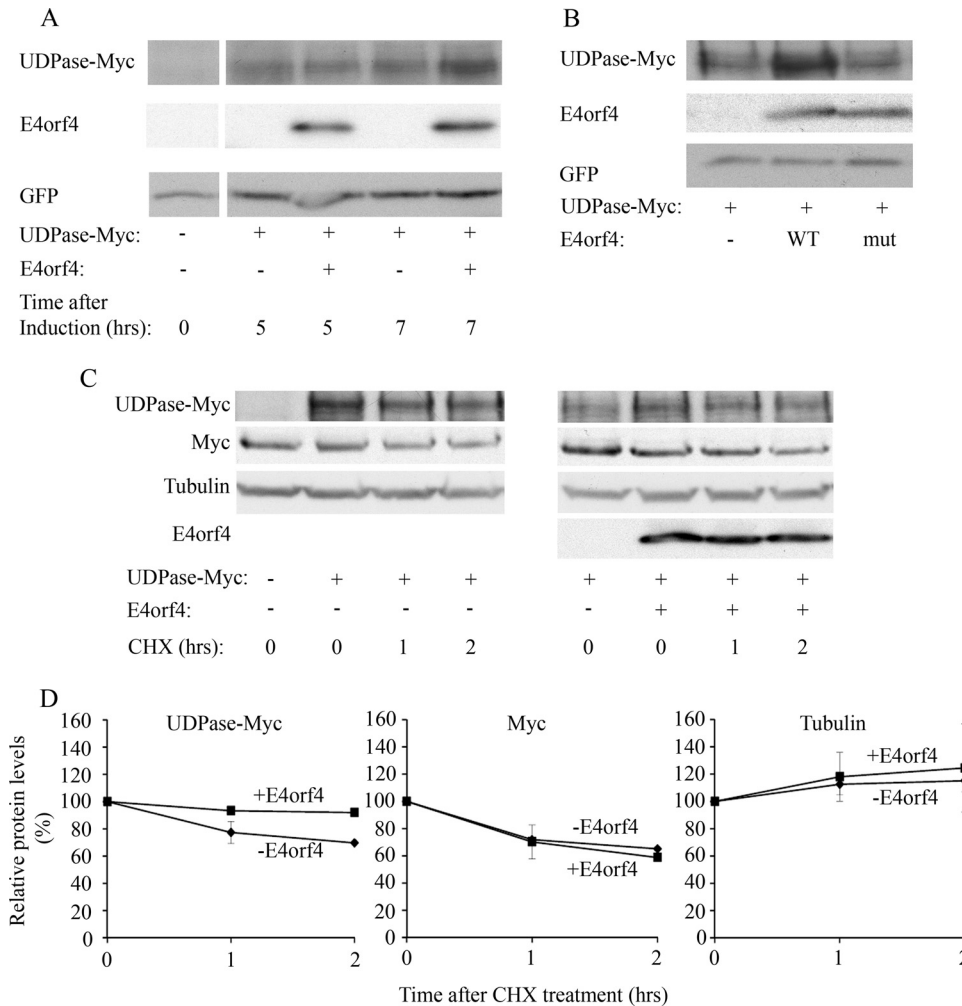 A
UDPase-Myc
E4orf4
GFP
UDPase-Myc: - + + + +
E4orf4: - - + - +
Time after
Induction (hrs): 0 5 5 7 7
B
UDPase-Myc
E4orf4
GFP
UDPase-Myc: + + +
E4orf4: - WT mut
C
UDPase-Myc
Myc
Tubulin
E4orf4
UDPase-Myc: - + + + + + + +
E4orf4: - - - - - + + +
CHX (hrs): 0 0 1 2 0 0 1 2
D
Relative protein levels
(%)
UDPase-Myc
160
140
120
100
80
60
40
20
0
+E4orf4
-E4orf4
0 1 2
Myc
160
140
120
100
80
60
40
20
0
-E4orf4
+E4orf4
0 1 2
Tubulin
160
140
120
100
80
60
40
20
0
+E4orf4
-E4orf4
0 1 2
Time after CHX treatment (hrs)